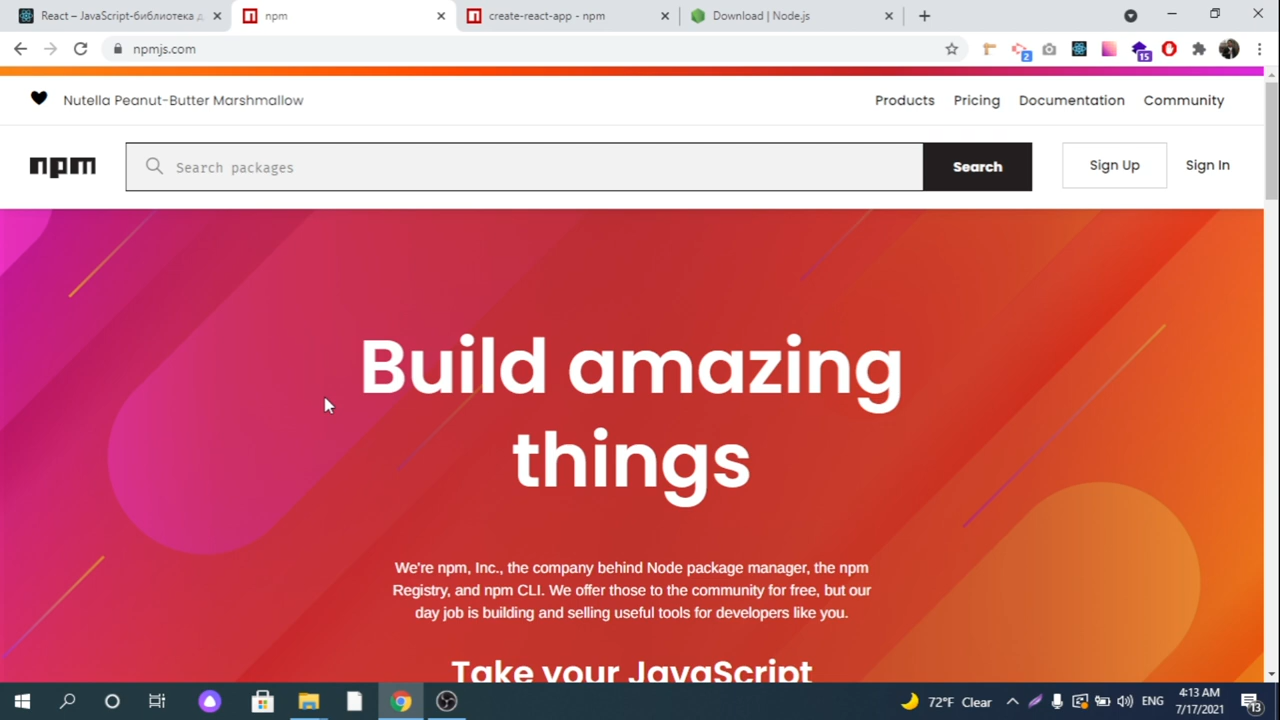 React – JavaScript-библиотека д
npm
create-react-app - npm
Download | Node.js
npmjs.com
2
15
Nutella Peanut-Butter Marshmallow
Products
Pricing
Documentation
Community
npm
Search packages
Search
Sign Up
Sign In
Build amazing
things
We're npm, Inc., the company behind Node package manager, the npm
Registry, and npm CLI. We offer those to the community for free, but our
day job is building and selling useful tools for developers like you.
Take your JavaScript
72°F Clear
ENG
4:13 AM
7/17/2021
13